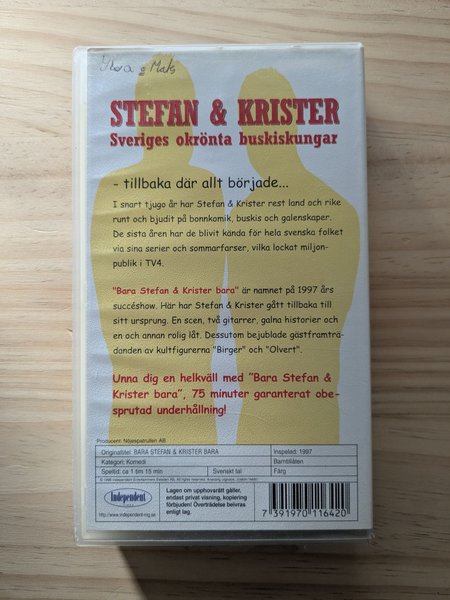 Ylva & Mats
STEFAN & KRISTER
Sveriges okrönta buskiskungar
- tillbaka där allt började...
I snart tjugo år har Stefan & Krister rest land och rike
runt och bjudit på bonnkomik, buskis och galenskaper.
De sista åren har de blivit kända för hela svenska folket
via sina serier och sommarfarser, vilka lockat miljon-
publik i TV4.
"Bara Stefan & Krister bara" är namnet på 1997 års
succéshow. Här har Stefan & Krister gått tillbaka till
sitt ursprung. En scen, två gitarrer, galna historier och
en och annan rolig låt. Dessutom bejublade gästframträ-
danden av kultfigurerna "Birger" och "Olvert".
Unna dig en helkväll med "Bara Stefan &
Krister bara", 75 minuter garanterat obe-
sprutad underhållning!
Producent: Nöjespatrullen AB
Originaltitel: BARA STEFAN & KRISTER BARA Inspelad: 1997
Kategori: Komedi Barntillåten
Speltid: ca 1 tim 15 min Svenskt tal Färg
Independent
http://www.independent-mg.se
Lagen om upphovsrätt gäller,
endast privat visning, kopiering
förbjuden! Överträdelse beivras
enligt lag.
7 391970 116420